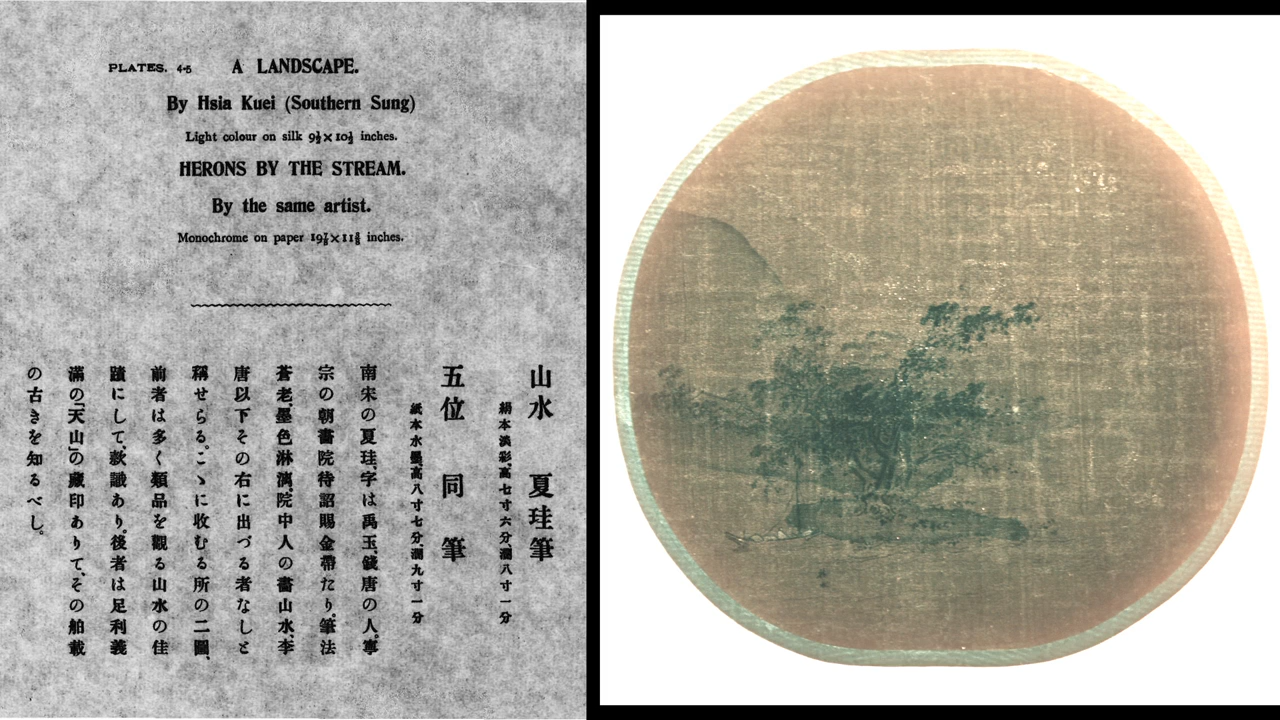 PLATES. 4-5 A LANDSCAPE.
By Hsia Kuei (Southern Sung)
Light colour on silk 9½×10½ inches.
HERONS BY THE STREAM.
By the same artist.
Monochrome on paper 19⅞×11⅜ inches.
山水 夏珪筆
絹本淡彩、高七寸六分、濶八寸一分
五位 同筆
紙本水墨、高八寸七分、濶九寸一分
南宋の夏珪、字は禹玉、錢唐の人。寧
宗の朝畫院待詔賜金帶たり。筆法
蒼老、墨色淋漓、院中人の畫山水、李
唐以下その右に出づる者なしと
稱せらる。こゝに收むる所の二圖、
前者は多く類品を觀る山水の佳
蹟にして、款識あり。後者は足利義
滿の「天山」の藏印ありて、その舶載
の古きを知るべし。